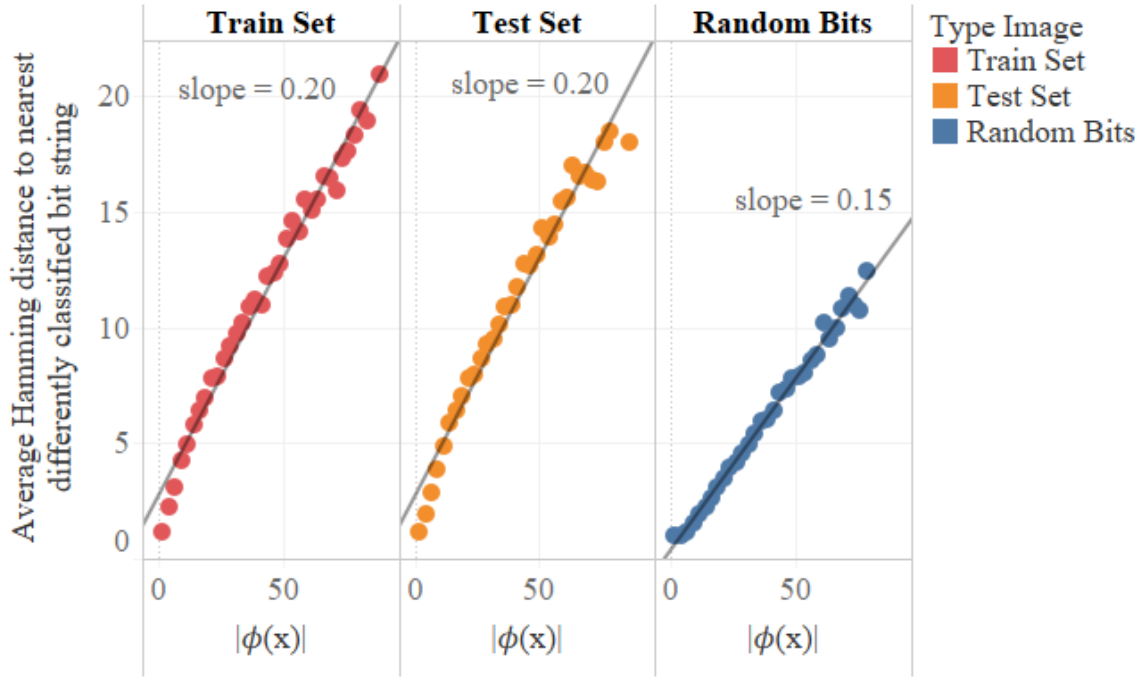 Train Set
Test Set
Random Bits
Type Image
Train Set
Test Set
Random Bits
Average Hamming distance to nearest
differently classified bit string
20
15
10
5
0
slope = 0.20
slope = 0.20
slope = 0.15
0
50
0
50
0
50
|ϕ(x)|
|ϕ(x)|
|ϕ(x)|